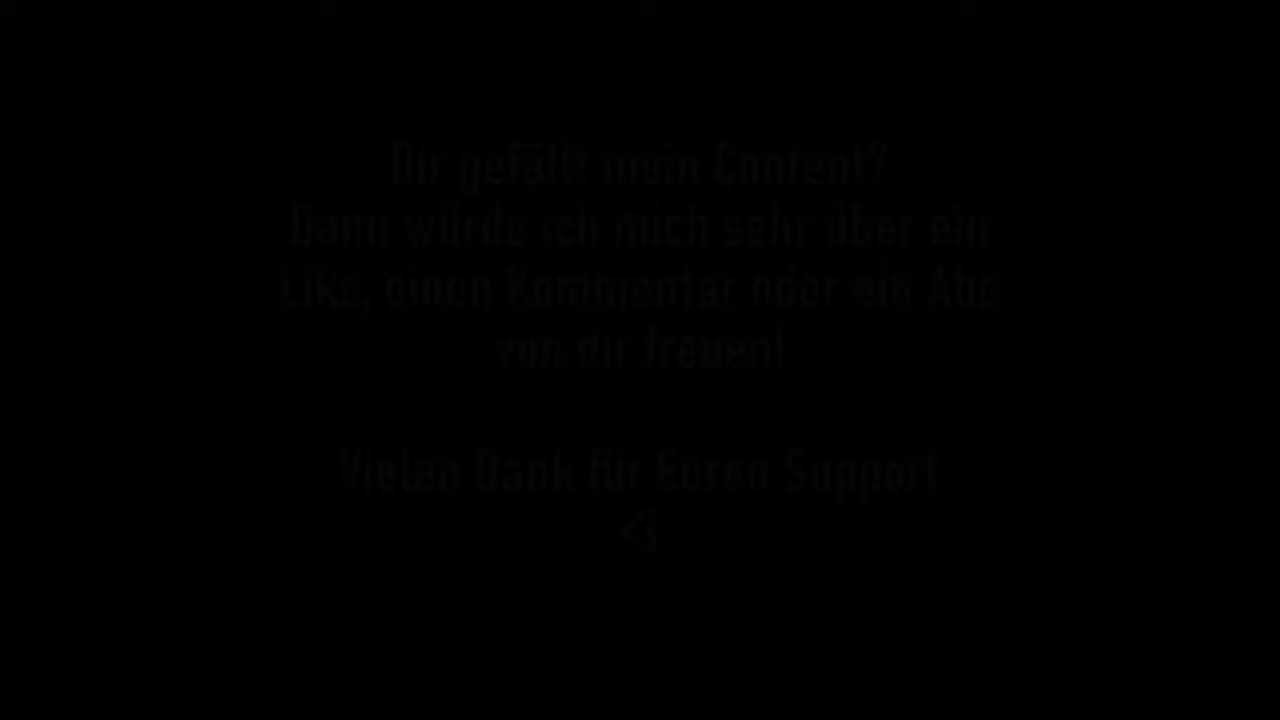 Dir gefällt mein Content?
Dann würde ich mich sehr über ein
Like, einen Kommentar oder ein Abo
von dir freuen!
Vielen Dank für Euren Support
<3